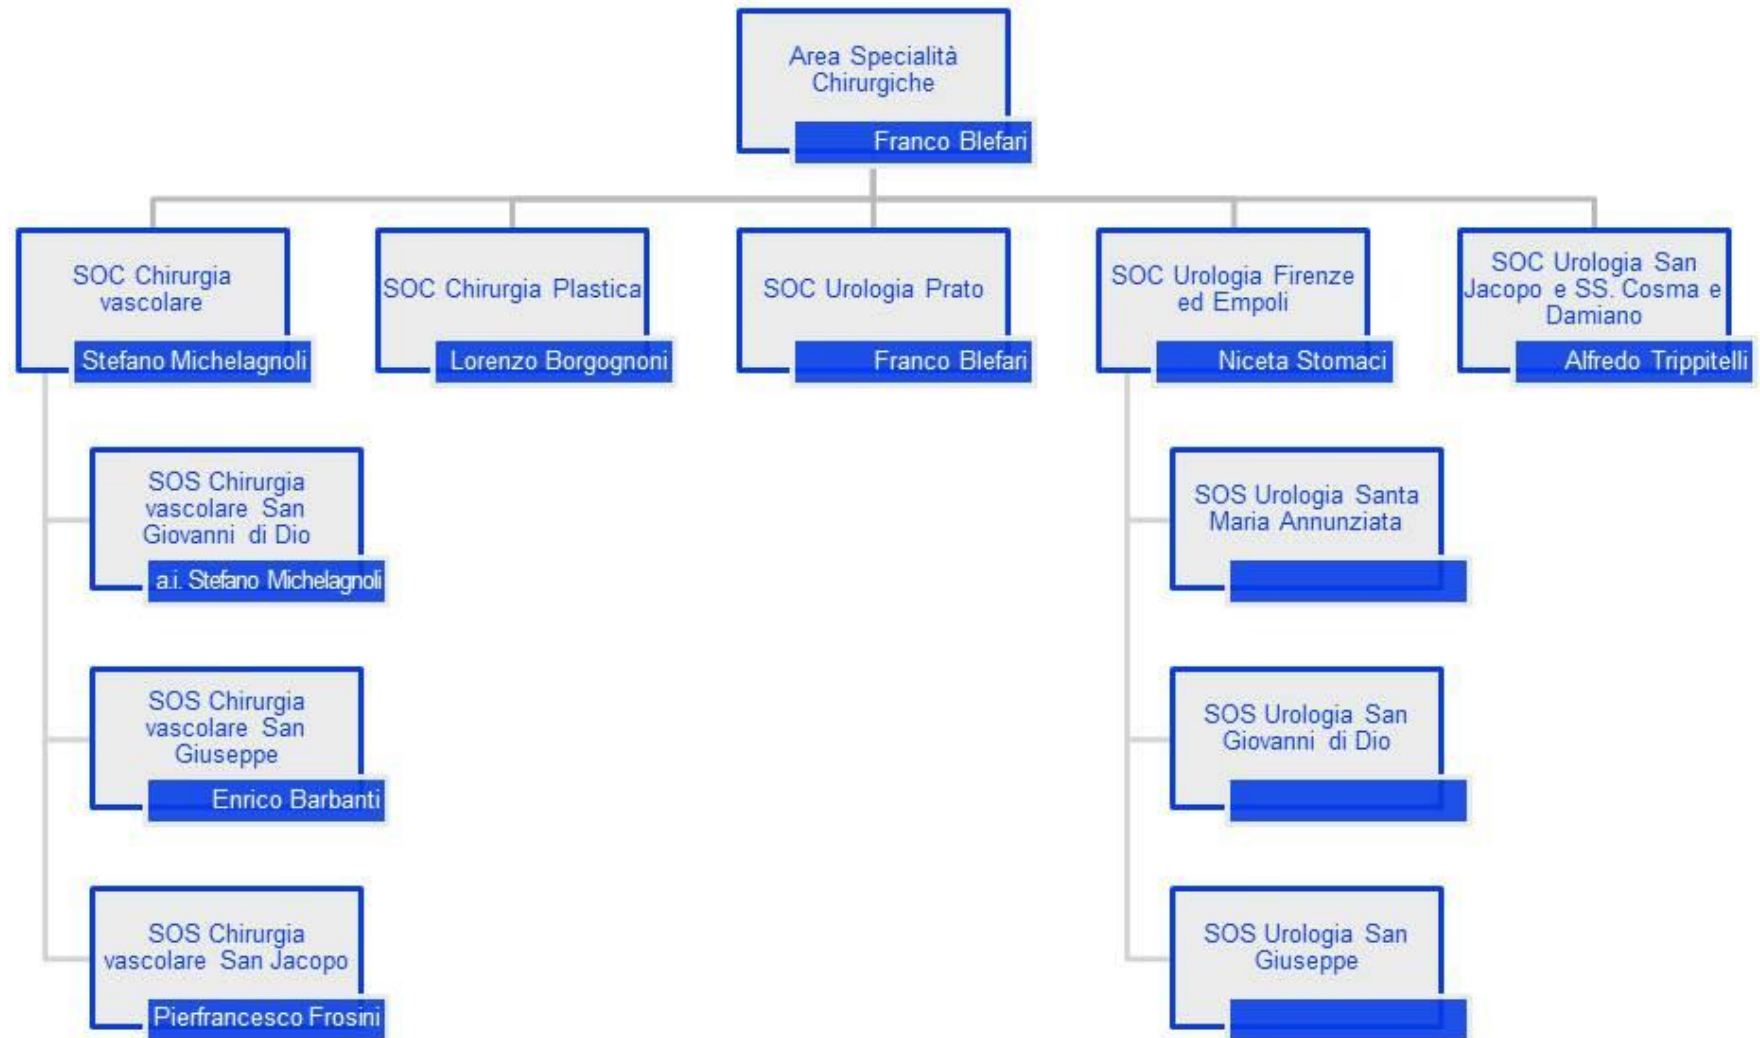 Area Specialità
Chirurgiche
Franco Blefari
SOC Chirurgia
vascolare
Stefano Michelagnoli
SOC Chirurgia Plastica
Lorenzo Borgognoni
SOC Urologia Prato
Franco Blefari
SOC Urologia Firenze
ed Empoli
Niceta Stomaci
SOC Urologia San
Jacopo e SS. Cosma e
Damiano
Alfredo Trippitelli
SOS Chirurgia
vascolare San
Giovanni di Dio
a.i. Stefano Michelagnoli
SOS Chirurgia
vascolare San
Giuseppe
Enrico Barbanti
SOS Chirurgia
vascolare San Jacopo
Pierfrancesco Frosini
SOS Urologia Santa
Maria Annunziata
SOS Urologia San
Giovanni di Dio
SOS Urologia San
Giuseppe